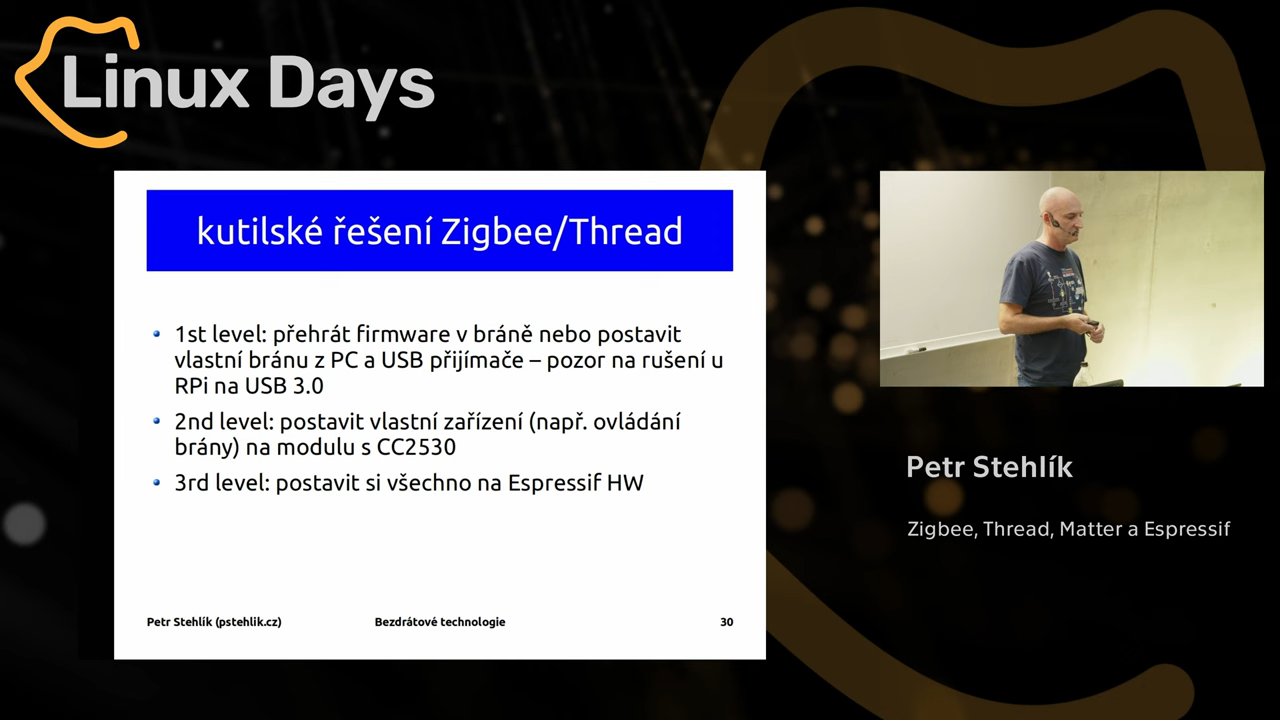 Linux Days
kutilské řešení Zigbee/Thread
1st level: přehrát firmware v bráně nebo postavit
vlastní bránu z PC a USB přijímače – pozor na rušení u
RPi na USB 3.0
2nd level: postavit vlastní zařízení (např. ovládání
brány) na modulu s CC2530
3rd level: postavit si všechno na Espressif HW
Petr Stehlík (pstehlik.cz)
Bezdrátové technologie
30
Petr Stehlík
Zigbee, Thread, Matter a Espressif